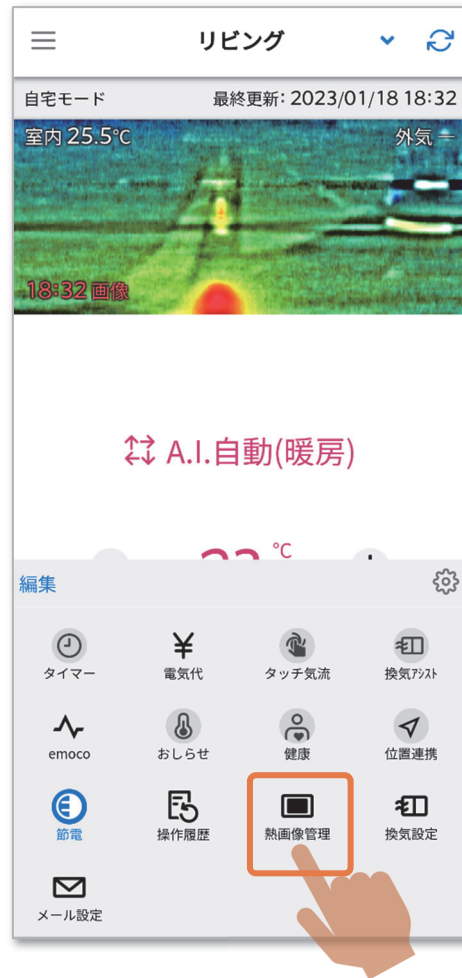 リビング
自宅モード 最終更新: 2023/01/18 18:32
室内 25.5℃ 外気 ―
18:32 画像
A.I.自動(暖房)
℃
編集
タイマー 電気代 タッチ気流 換気アシスト
emoco おしらせ 健康 位置連携
節電 操作履歴 熱画像管理 換気設定
メール設定